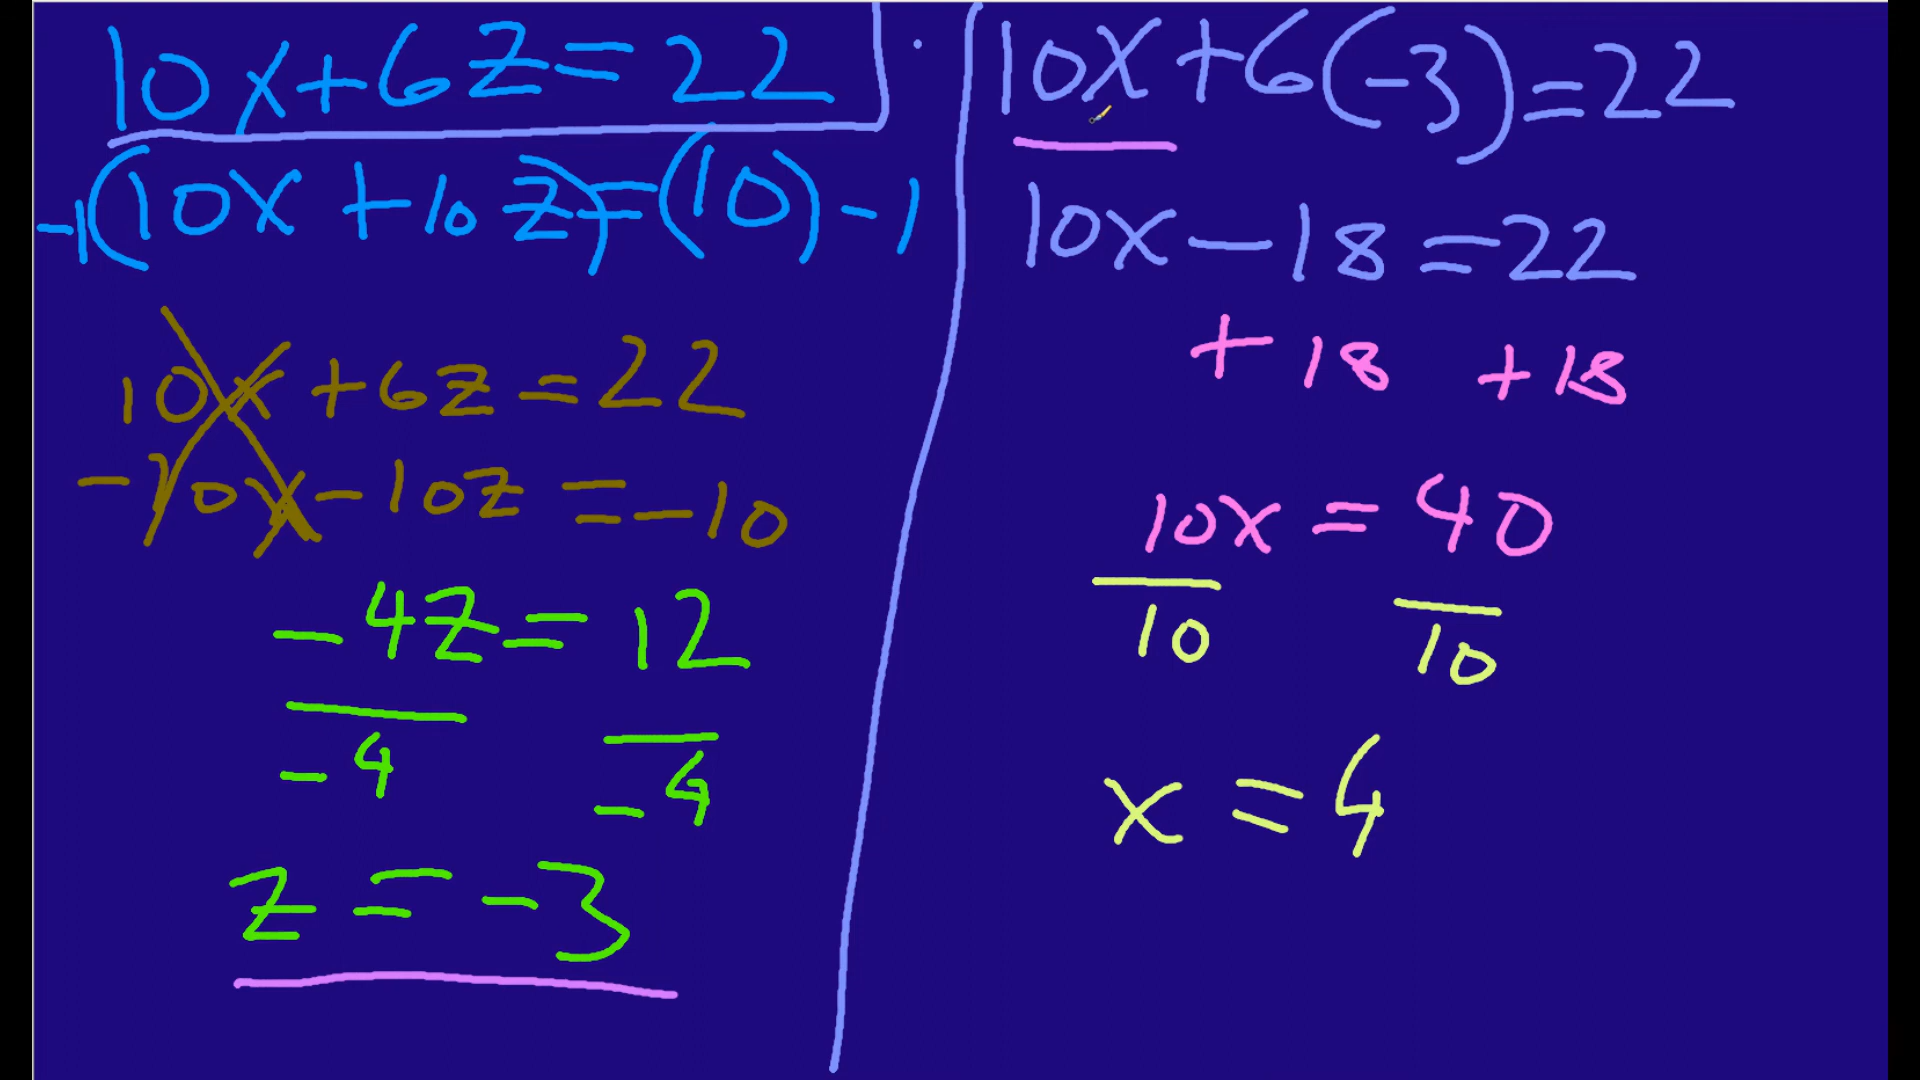 10x+6z=22
-1(10x+10z)=(10)-1
10x+6z=22
-10x-10z=-10
-4z=12
-4 -4
z=-3
10x+6(-3)=22
10x-18=22
+18 +18
10x=40
10 10
x=4